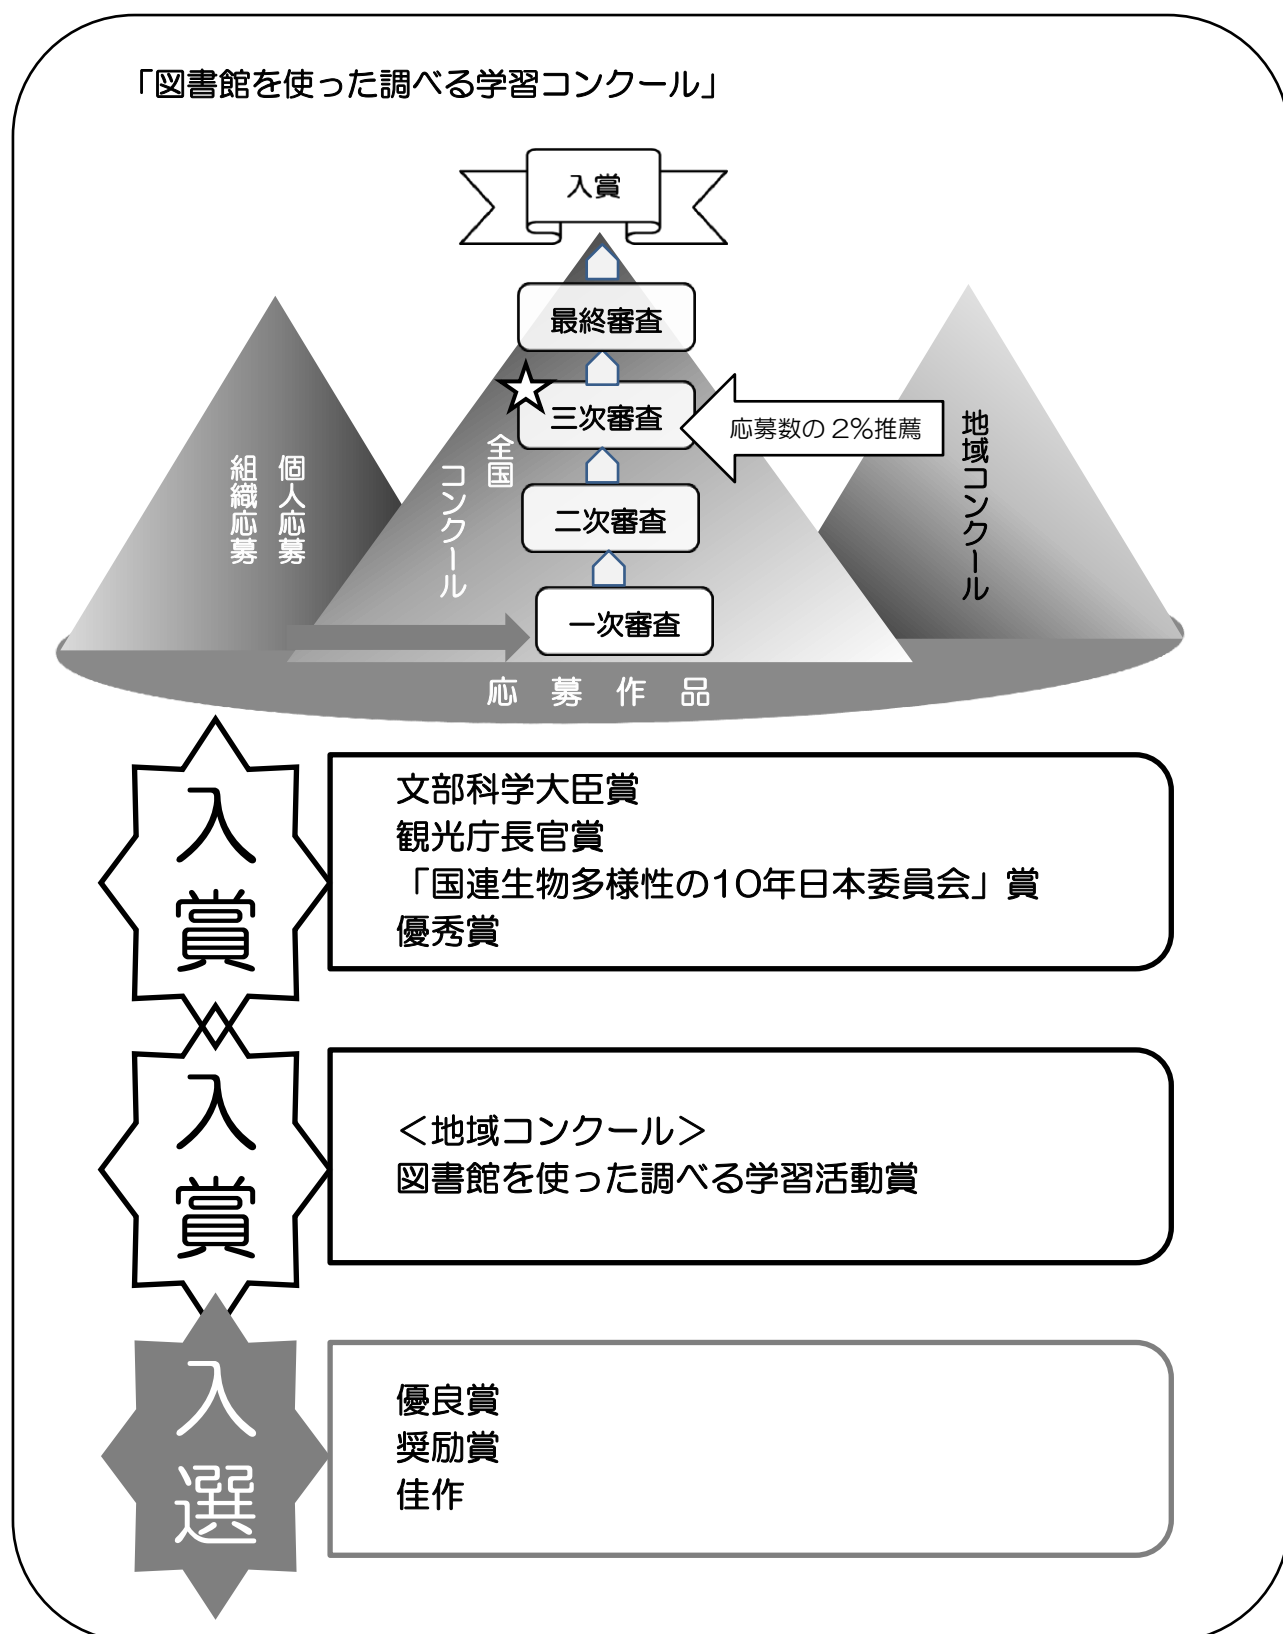 「図書館を使った調べる学習コンクール」
入賞
最終審査
三次審査
応募数の 2％推薦
二次審査
一次審査
個人応募
組織応募
全国
コンクール
地域コンクール
応 募 作 品
入賞
文部科学大臣賞
観光庁長官賞
「国連生物多様性の10年日本委員会」賞
優秀賞
入賞
＜地域コンクール＞
図書館を使った調べる学習活動賞
入選
優良賞
奨励賞
佳作